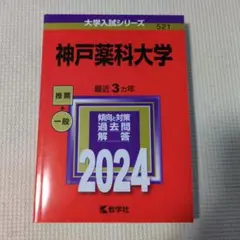 大学入試シリーズ
521
神戸薬科大学
最近3カ年
推薦
+
一般
傾向と対策
過去問
解答
2024
教学社